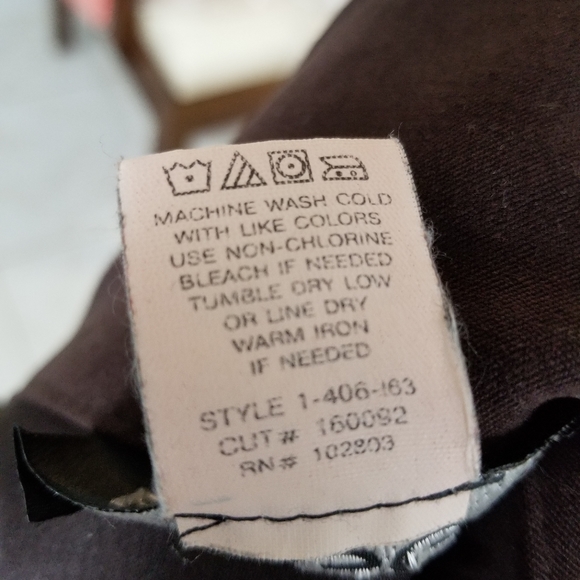 MACHINE WASH COLD
WITH LIKE COLORS
USE NON-CHLORINE
BLEACH IF NEEDED
TUMBLE DRY LOW
OR LINE DRY
WARM IRON
IF NEEDED
STYLE 1-406-I63
CUT# 160092
RN# 102803